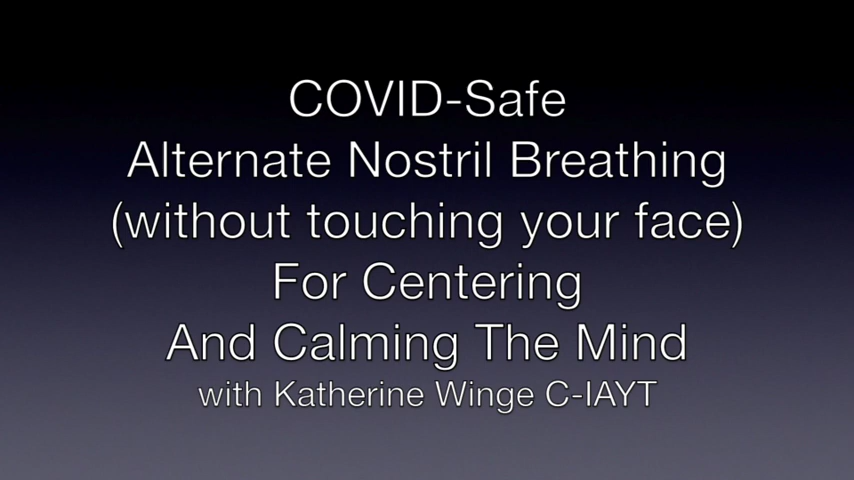 COVID-Safe
Alternate Nostril Breathing
(without touching your face)
For Centering
And Calming The Mind
with Katherine Winge C-IAYT